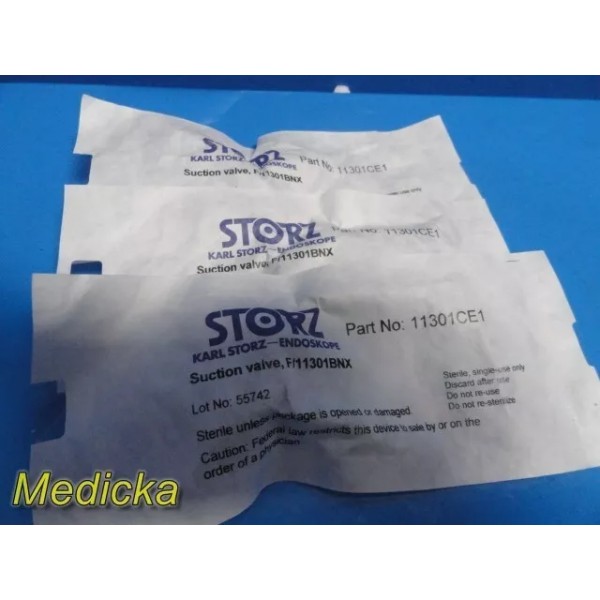 STORZ
KARL STORZ ENDOSKOPE
Part No: 11301CE1
Suction valve, F/11301BNX
use only
STORZ
KARL STORZ—ENDOSKOPE
Part No: 11301CE1
Suction valve, F/11301BNX
STORZ
KARL STORZ—ENDOSKOPE
Part No: 11301CE1
Suction valve, F/11301BNX
Lot No: 55742
Sterile, single-use only
Discard after use
Do not re-use
Do not re-sterilize
Sterile unless package is opened or damaged
Caution: Federal law restricts this device to sale by or on the
order of a physician
Medicka